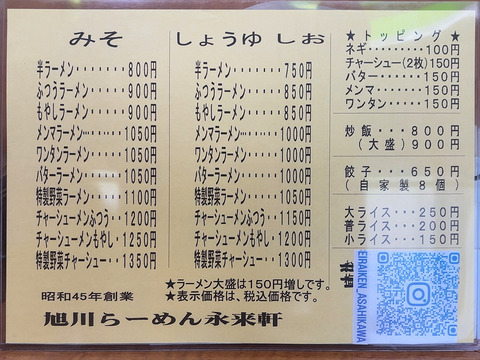 みそ
半ラーメン・・・・・・・800円
ふつうラーメン・・・・・900円
もやしラーメン・・・・・900円
メンマラーメン・・・・・1050円
ワンタンラーメン・・・・1050円
バターラーメン・・・・・1050円
特製野菜ラーメン・・・・1100円
チャーシューメンふつう・・1200円
チャーシューメンもやし・1250円
特製野菜チャーシュー・・1350円
昭和45年創業
しょうゆ しお
半ラーメン・・・・・・・750円
ふつうラーメン・・・・・850円
もやしラーメン・・・・・850円
メンマラーメン・・・・・1000円
ワンタンラーメン・・・・1000円
バターラーメン・・・・・1000円
特製野菜ラーメン・・・・1050円
チャーシューメンふつう・・1150円
チャーシューメンもやし・1200円
特製野菜チャーシュー・・1300円
★ラーメン大盛は150円増しです。
★表示価格は、税込価格です。
旭川らーめん永来軒
★トッピング★
ネギ・・・・・・・・・100円
チャーシュー(2枚)150円
バター・・・・・150円
メンマ・・・・・150円
ワンタン・・・・150円
炒飯・・・800円
(大盛)900円
餃子・・・・650円
(自家製8個)
大ライス・・・250円
普ライス・・・200円
小ライス・・・150円
EIRAKEN_ASAHIKAWA